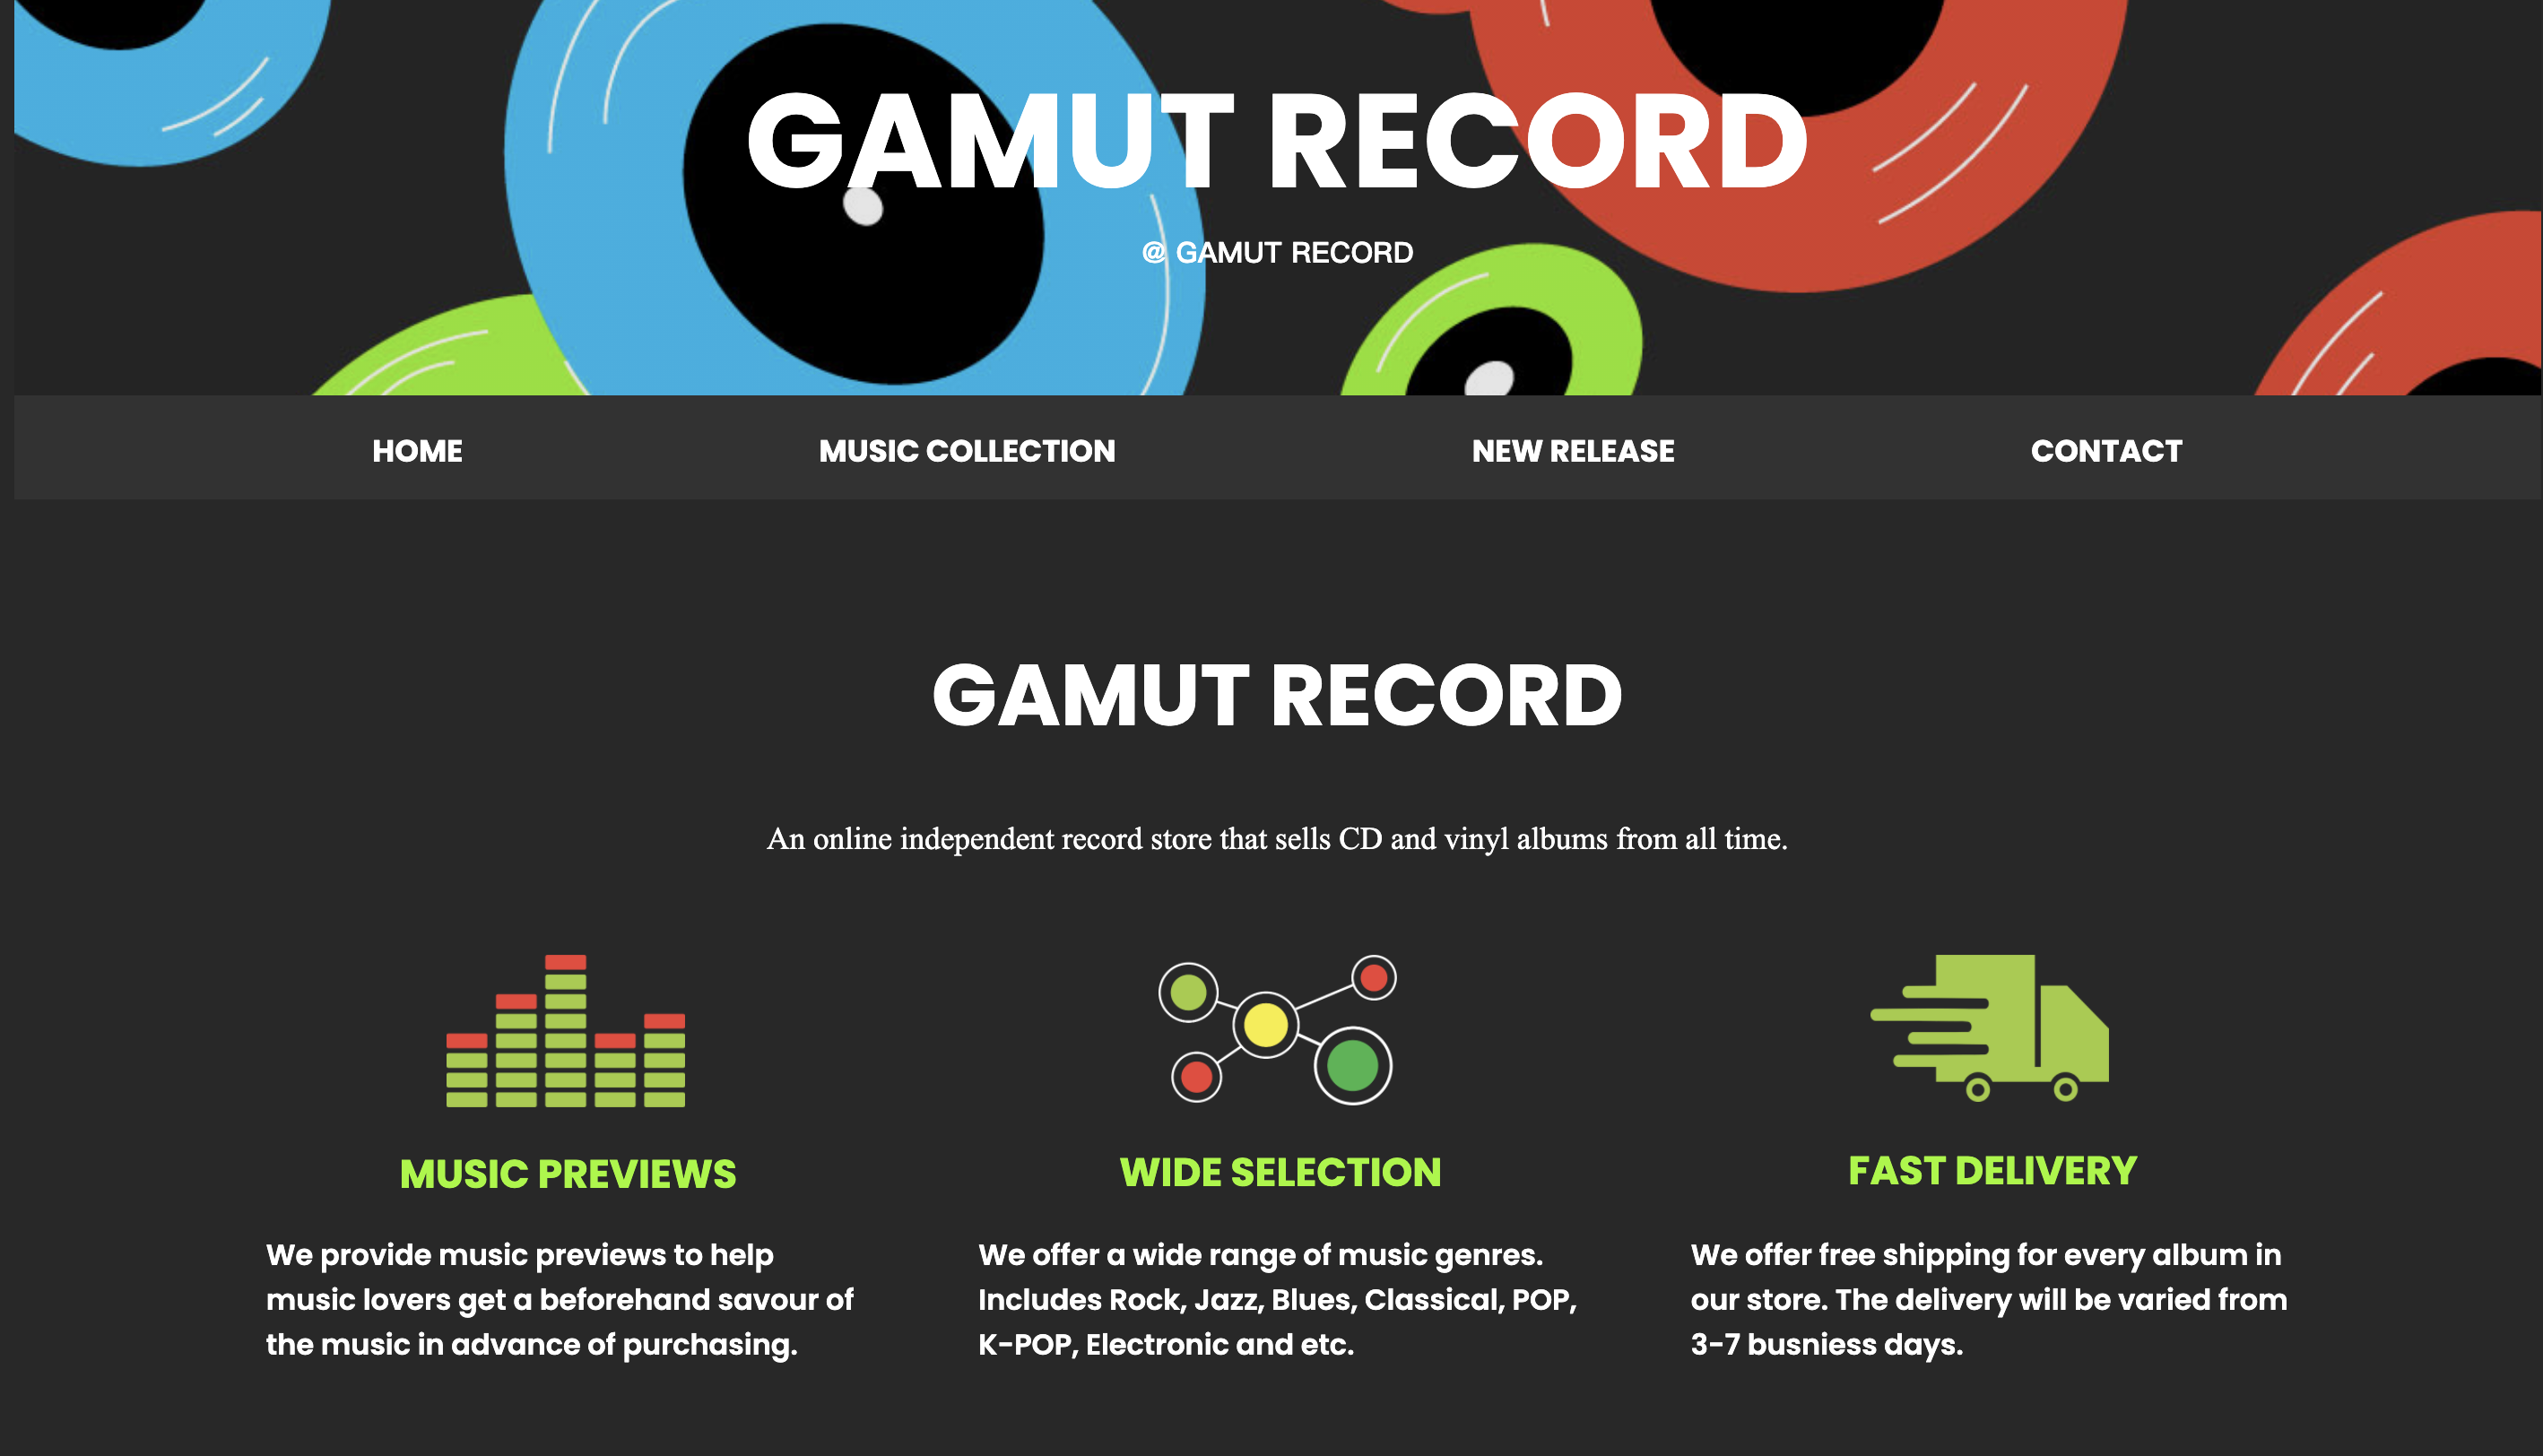 GAMUT RECORD
@ GAMUT RECORD
HOME MUSIC COLLECTION NEW RELEASE CONTACT
GAMUT RECORD
An online independent record store that sells CD and vinyl albums from all time.
MUSIC PREVIEWS
We provide music previews to help
music lovers get a beforehand savour of
the music in advance of purchasing.
WIDE SELECTION
We offer a wide range of music genres.
Includes Rock, Jazz, Blues, Classical, POP,
K-POP, Electronic and etc.
FAST DELIVERY
We offer free shipping for every album in
our store. The delivery will be varied from
3-7 busniess days.